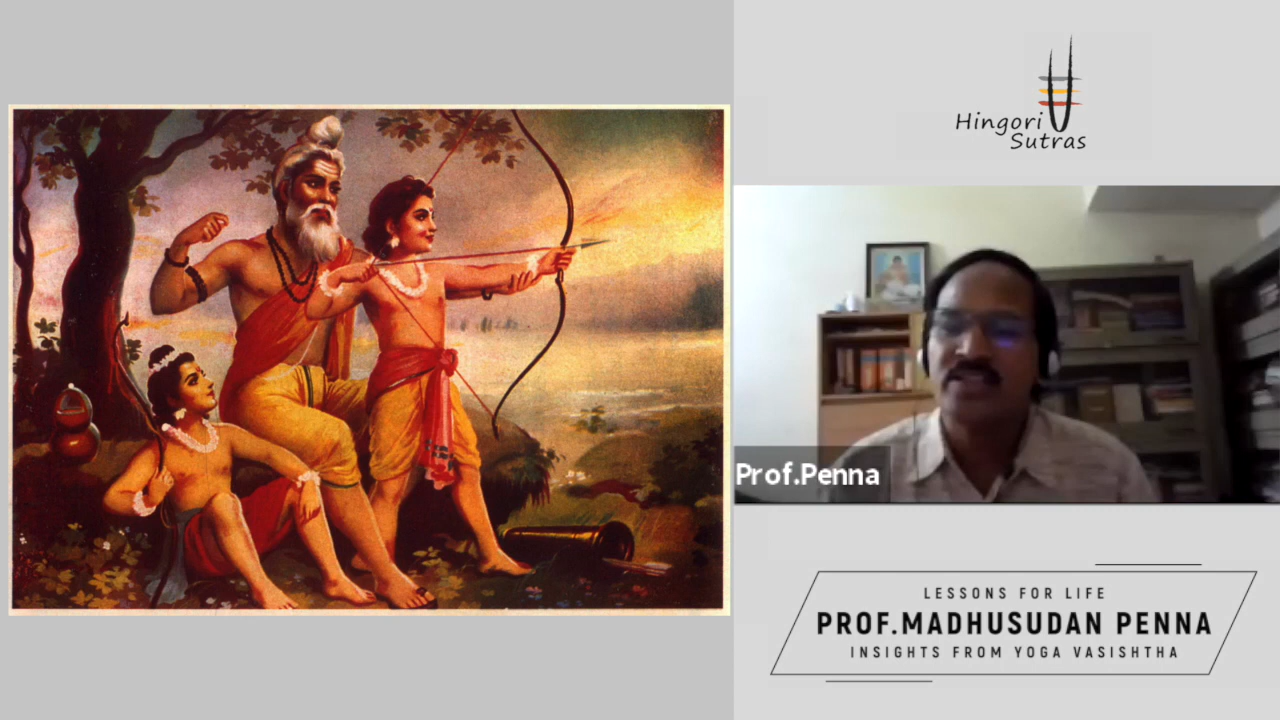 Hingori
Sutras
Prof.Penna
LESSONS FOR LIFE
PROF.MADHUSUDAN PENNA
INSIGHTS FROM YOGA VASISHTHA